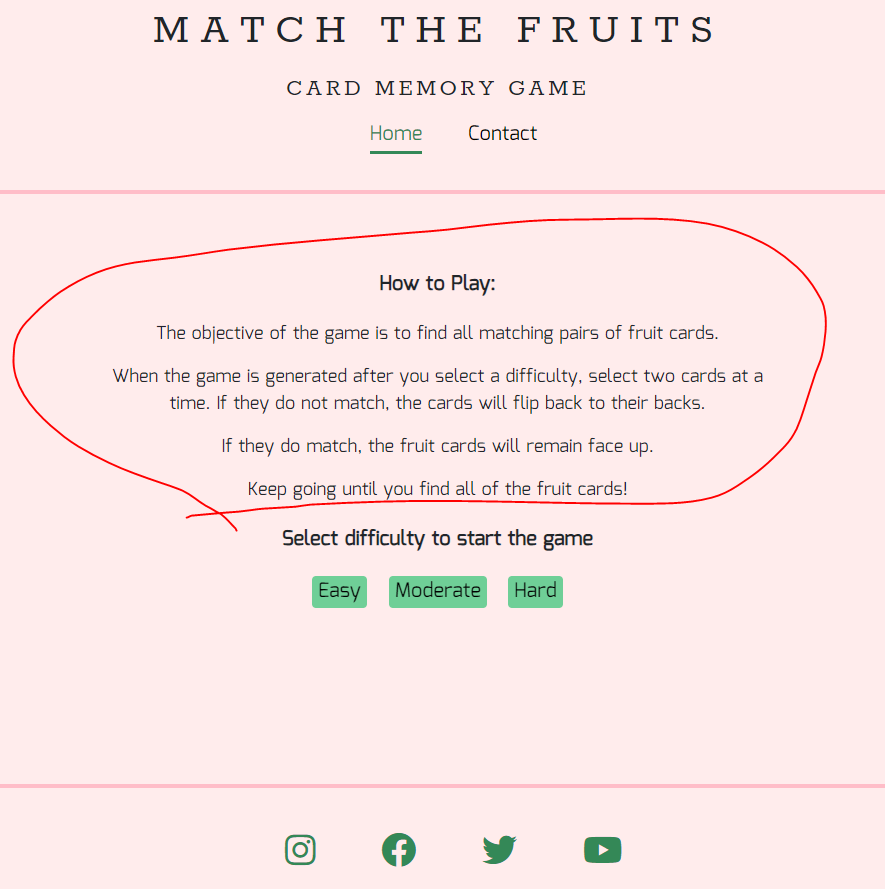 MATCH THE FRUITS
CARD MEMORY GAME
Home Contact
How to Play:
The objective of the game is to find all matching pairs of fruit cards.
When the game is generated after you select a difficulty, select two cards at a
time. If they do not match, the cards will flip back to their backs.
If they do match, the fruit cards will remain face up.
Keep going until you find all of the fruit cards!
Select difficulty to start the game
Easy Moderate Hard